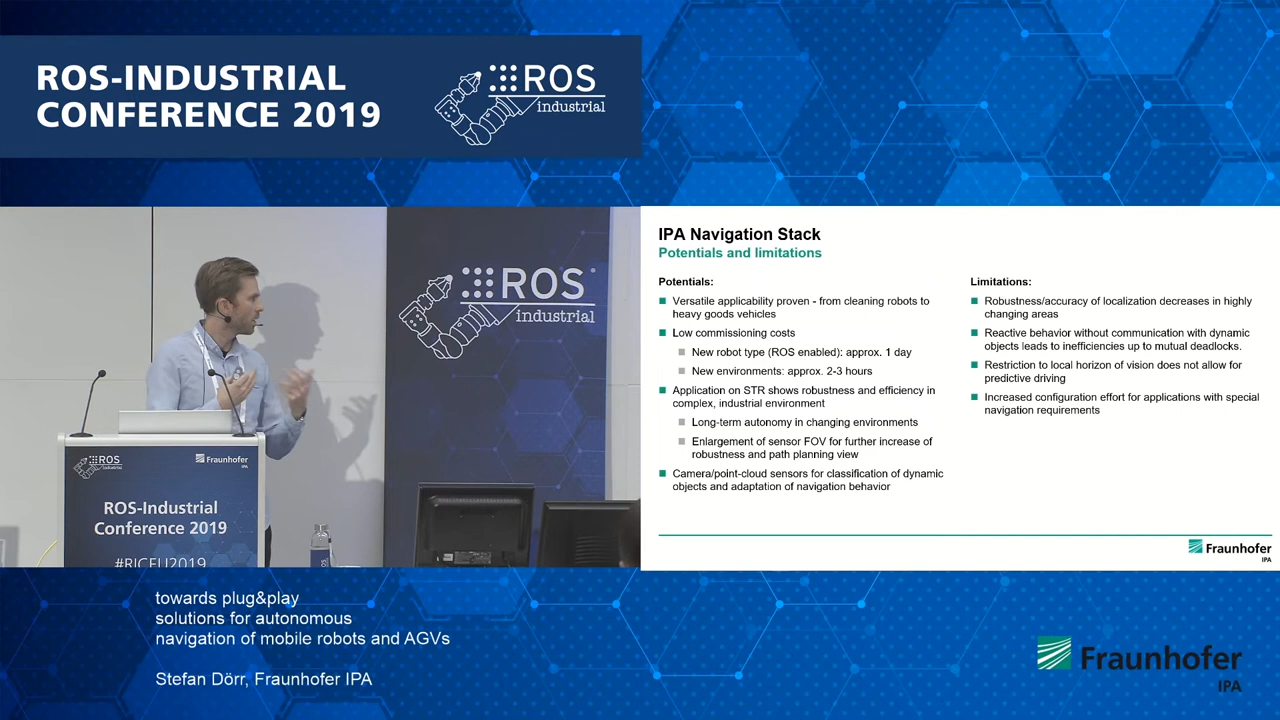 ROS-INDUSTRIAL
CONFERENCE 2019
ROS
industrial
ROS
industrial
ROS
industrial
Fraunhofer
IPA
ROS-Industrial
Conference 2019
#RICEU2019
IPA Navigation Stack
Potentials and limitations
Potentials:
Versatile applicability proven - from cleaning robots to
heavy goods vehicles
Low commissioning costs
New robot type (ROS enabled): approx. 1 day
New environments: approx. 2-3 hours
Application on STR shows robustness and efficiency in
complex, industrial environment
Long-term autonomy in changing environments
Enlargement of sensor FOV for further increase of
robustness and path planning view
Camera/point-cloud sensors for classification of dynamic
objects and adaptation of navigation behavior
Limitations:
Robustness/accuracy of localization decreases in highly
changing areas
Reactive behavior without communication with dynamic
objects leads to inefficiencies up to mutual deadlocks.
Restriction to local horizon of vision does not allow for
predictive driving
Increased configuration effort for applications with special
navigation requirements
Fraunhofer
IPA
towards plug&play
solutions for autonomous
navigation of mobile robots and AGVs
Stefan Dörr, Fraunhofer IPA
Fraunhofer
IPA